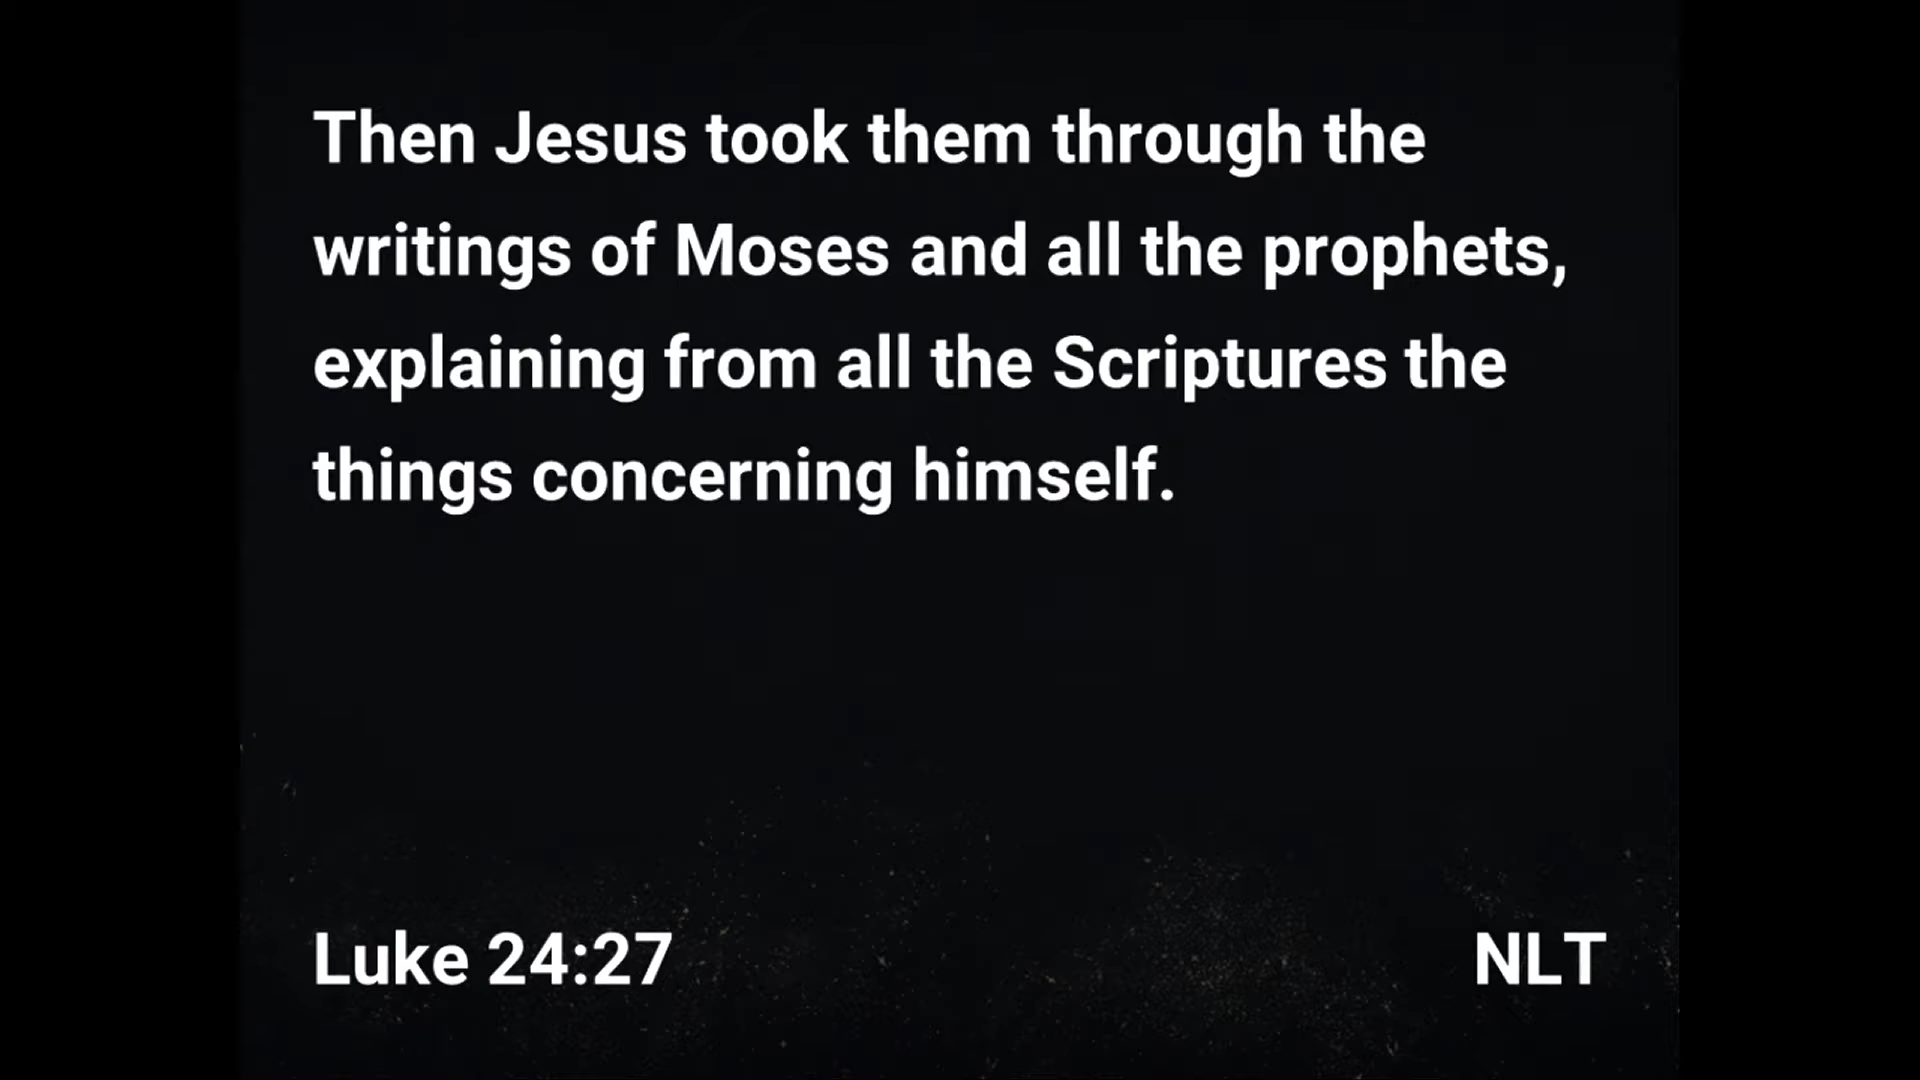 Then Jesus took them through the
writings of Moses and all the prophets,
explaining from all the Scriptures the
things concerning himself.
Luke 24:27
NLT